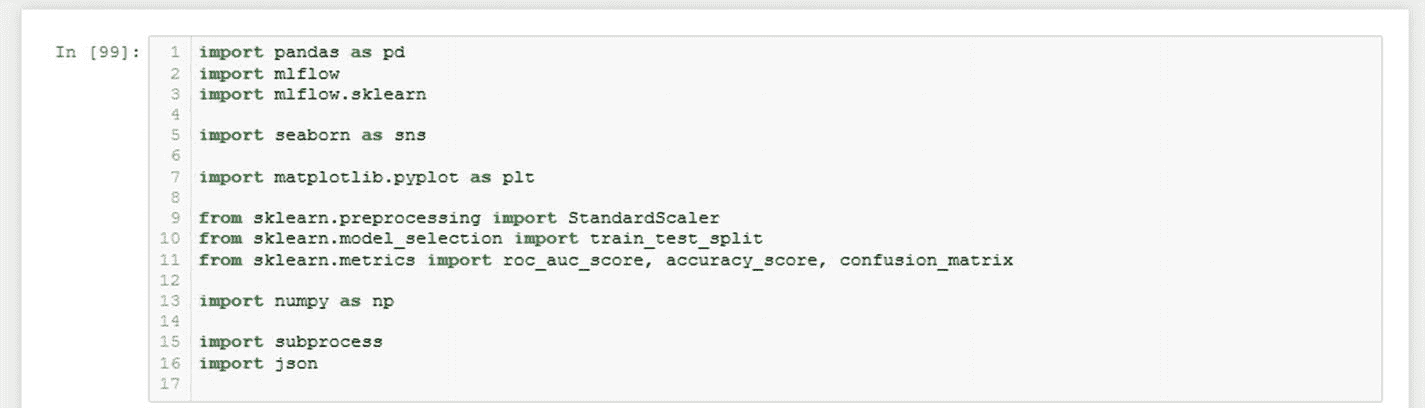 In [99]:
1 import pandas as pd
2 import mlflow
3 import mlflow.sklearn
4
5 import seaborn as sns
6
7 import matplotlib.pyplot as plt
8
9 from sklearn.preprocessing import StandardScaler
10 from sklearn.model_selection import train_test_split
11 from sklearn.metrics import roc_auc_score, accuracy_score, confusion_matrix
12
13 import numpy as np
14
15 import subprocess
16 import json
17